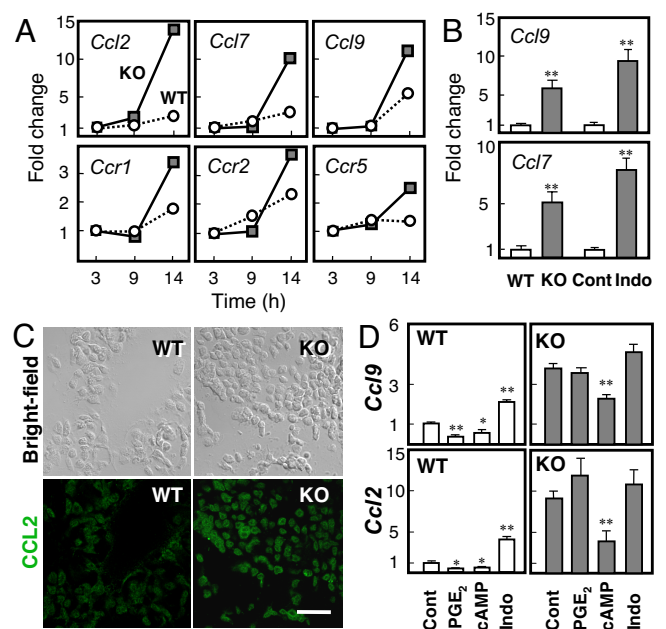 A
Fold change
15
10
5
1
Ccl2
KO
WT
Ccl7
Ccl9
3
2
1
Ccr1
Ccr2
Ccr5
3 9 14 3 9 14 3 9 14
Time (h)
B
Fold change
15
10
5
1
Ccl9
**
**
10
5
1
Ccl7
**
**
WT KO Cont Indo
C
Bright-field
WT
KO
CCL2
WT
KO
D
Ccl9
6
3
1
WT
**
*
**
KO
**
Ccl2
10
5
1
WT
*
*
**
KO
**
Cont
PGE2
cAMP
Indo
Cont
PGE2
cAMP
Indo